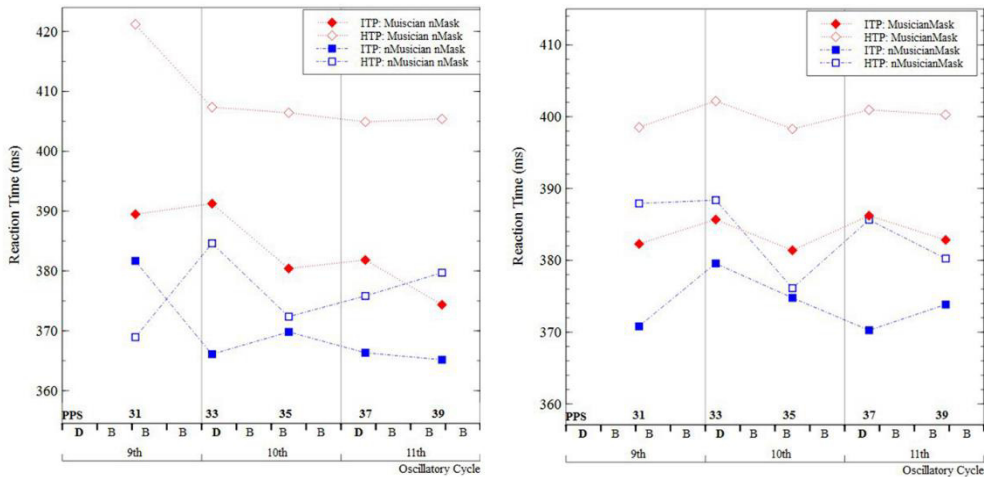 420
410
400
390
380
370
360
Reaction Time (ms)
ITP: Muiscian nMask
HTP: Musician nMask
ITP: nMusician nMask
HTP: nMusician nMask
PPS 31 33 35 37 39
D B B B D B B B D B B B
9th 10th 11th
Oscillatory Cycle
410
400
390
380
370
360
Reaction Time (ms)
ITP: MusicianMask
HTP: MusicianMask
ITP: nMusicianMask
HTP: nMusicianMask
PPS 31 33 35 37 39
D B B B D B B B D B B B
9th 10th 11th
Oscillatory Cycle